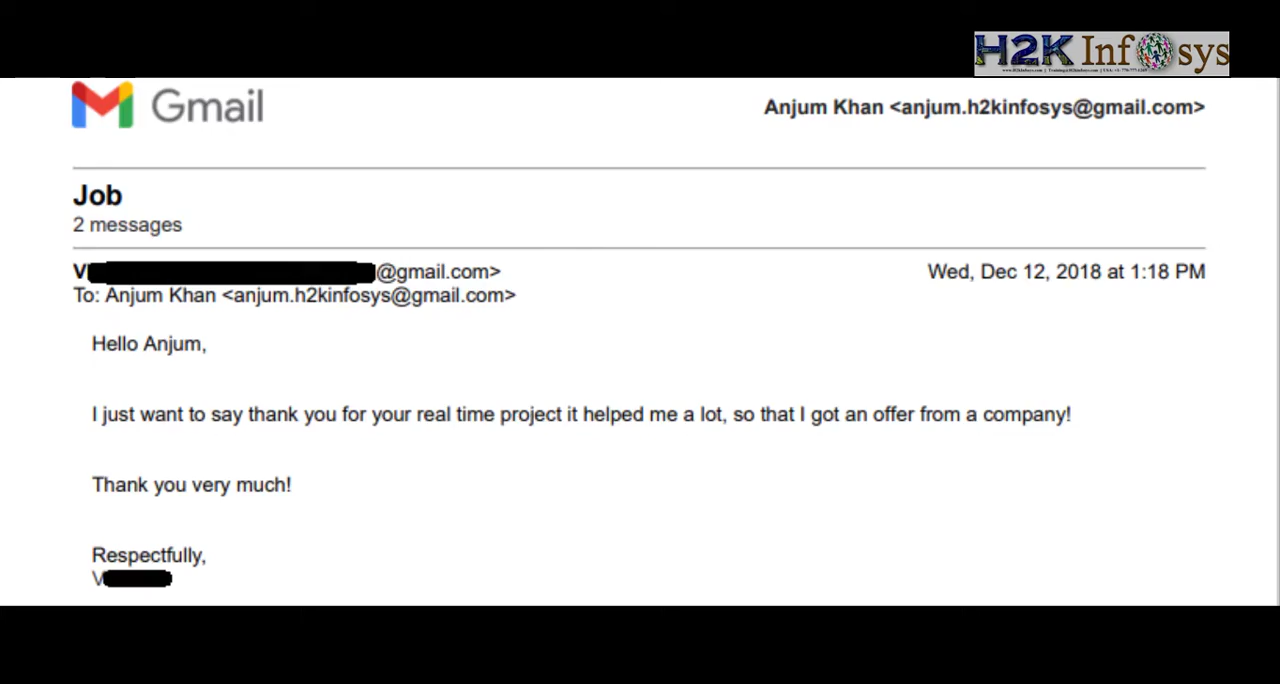 H2K Infosys
Gmail
Anjum Khan <anjum.h2kinfosys@gmail.com>
Job
2 messages
V
@gmail.com>
Wed, Dec 12, 2018 at 1:18 PM
To: Anjum Khan <anjum.h2kinfosys@gmail.com>
Hello Anjum,
I just want to say thank you for your real time project it helped me a lot, so that I got an offer from a company!
Thank you very much!
Respectfully,
V